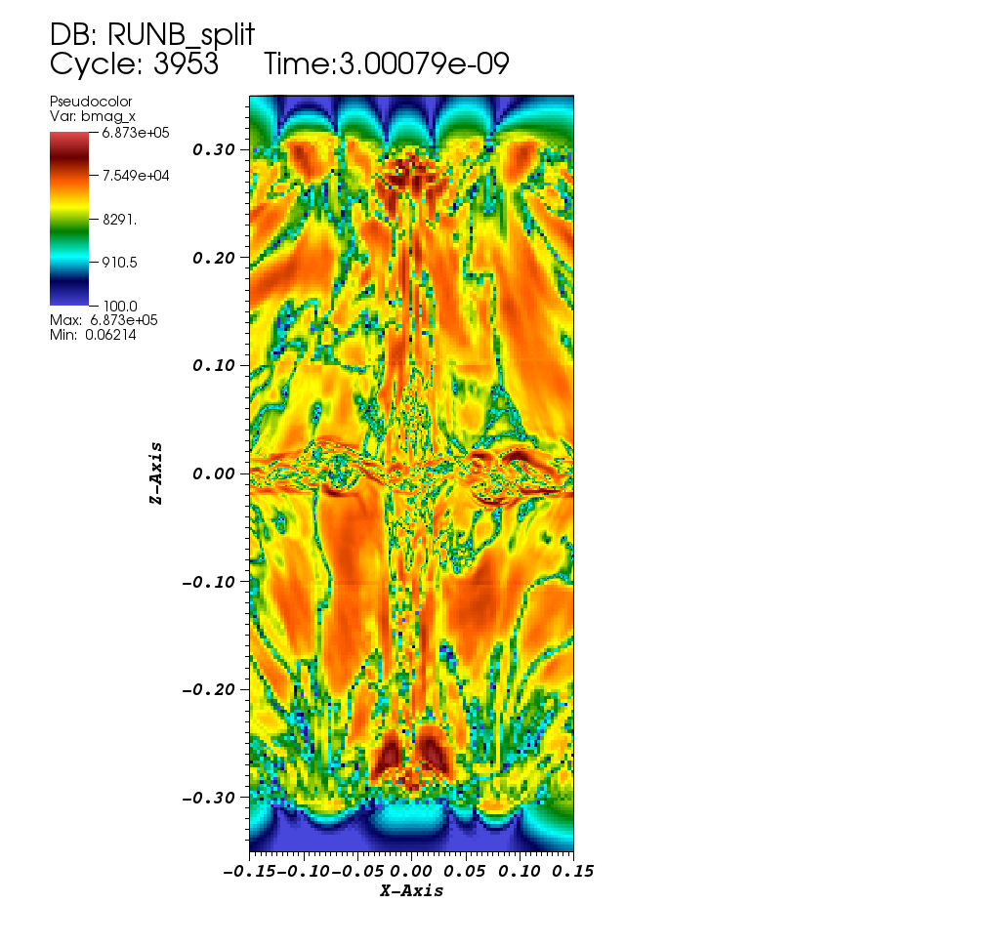 DB: RUNB_split
Cycle: 3953 Time:3.00079e-09
Pseudocolor
Var: bmag_x
6.873e+05
7.549e+04
8291.
910.5
100.0
Max: 6.873e+05
Min: 0.06214
0.30
0.20
0.10
0.00
-0.10
-0.20
-0.30
Z-Axis
-0.15 -0.10 -0.05 0.00 0.05 0.10 0.15
X-Axis